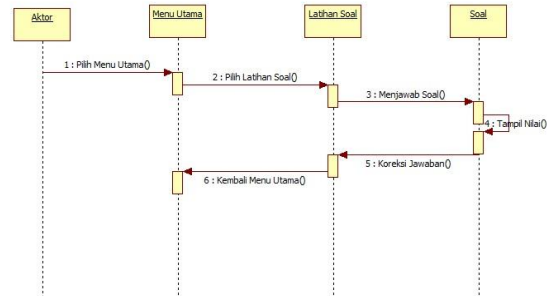 Aktor
Menu Utama
Latihan Soal
Soal
1 : Pilih Menu Utama()
2 : Pilih Latihan Soal()
3 : Menjawab Soal()
4 : Tampil Nilai()
5 : Koreksi Jawaban()
6 : Kembali Menu Utama()